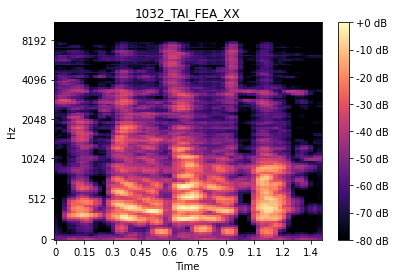 1032_TAI_FEA_XX
8192
4096
2048
1024
512
0
Hz
0 0.15 0.3 0.45 0.6 0.75 0.9 1.1 1.2 1.4
Time
+0 dB
-10 dB
-20 dB
-30 dB
-40 dB
-50 dB
-60 dB
-70 dB
-80 dB